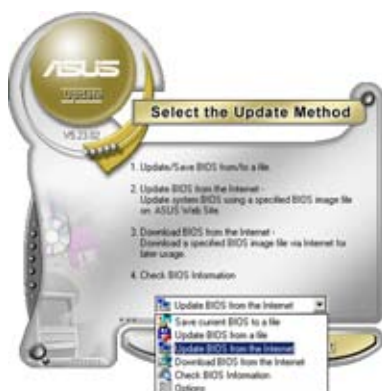 ASUS
Update
Select the Update Method
V5.23.02
1. Update/Save BIOS from/to a file.
2. Update BIOS from the Internet -
Update system BIOS using a specified BIOS image file
on ASUS Web Site.
3. Download BIOS from the Internet -
Download a specified BIOS image file via Internet for
later usage.
4. Check BIOS Information
Update BIOS from the Internet
Save current BIOS to a file
Update BIOS from a file
Update BIOS from the Internet
Download BIOS from the Internet
Check BIOS Information
Options